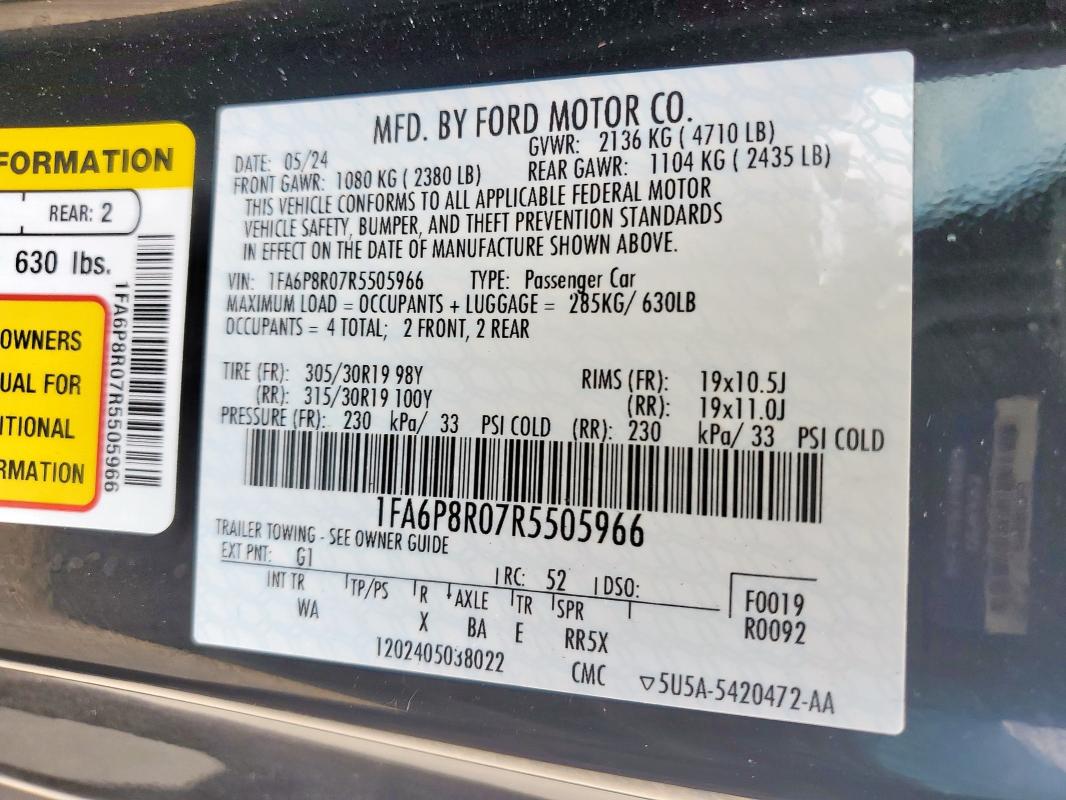 FORMATION
REAR: 2
630 lbs.
1FA6P8R07R5505966
OWNERS
UAL FOR
ITIONAL
RMATION
MFD. BY FORD MOTOR CO.
DATE: 05/24 GVWR: 2136 KG ( 4710 LB)
FRONT GAWR: 1080 KG ( 2380 LB) REAR GAWR: 1104 KG ( 2435 LB)
THIS VEHICLE CONFORMS TO ALL APPLICABLE FEDERAL MOTOR
VEHICLE SAFETY, BUMPER, AND THEFT PREVENTION STANDARDS
IN EFFECT ON THE DATE OF MANUFACTURE SHOWN ABOVE.
VIN: 1FA6P8R07R5505966 TYPE: Passenger Car
MAXIMUM LOAD = OCCUPANTS + LUGGAGE = 285KG/ 630LB
OCCUPANTS = 4 TOTAL; 2 FRONT, 2 REAR
TIRE (FR): 305/30R19 98Y RIMS (FR): 19x10.5J
(RR): 315/30R19 100Y (RR): 19x11.0J
PRESSURE (FR): 230 kPa/ 33 PSI COLD (RR): 230 kPa/ 33 PSI COLD
1FA6P8R07R5505966
TRAILER TOWING - SEE OWNER GUIDE
EXT PNT: G1 RC: 52 DSO:
F0019
INT TR TP/PS R AXLE TR SPR
R0092
WA X BA E RR5X
1202405038022 CMC ▽5U5A-5420472-AA